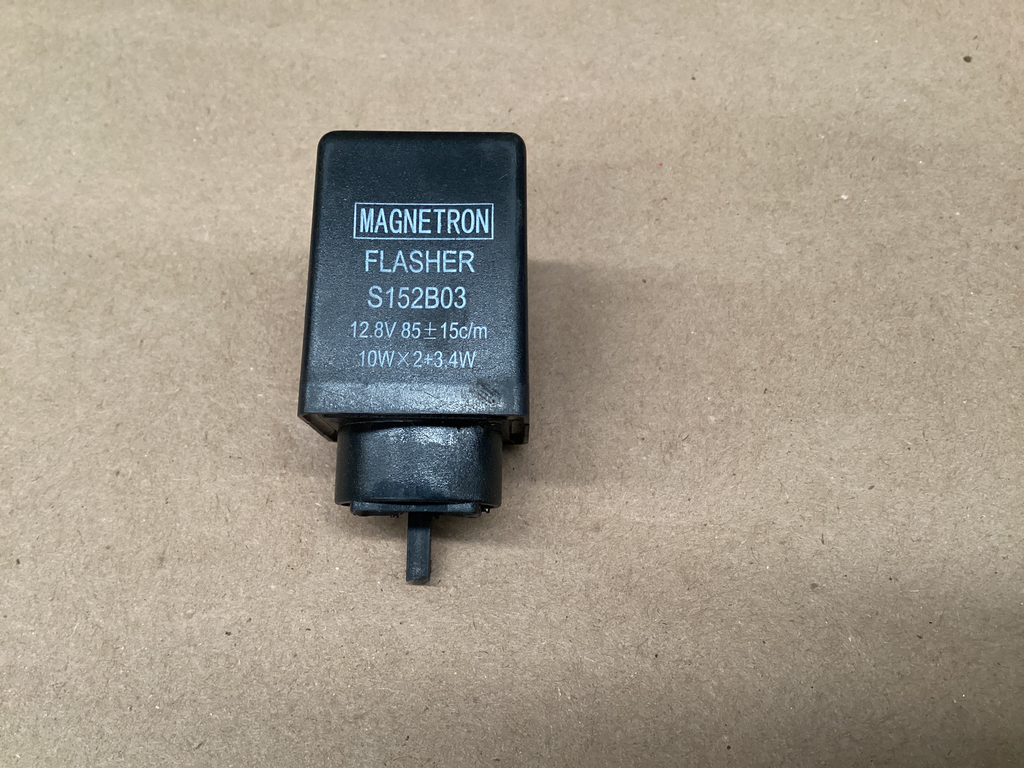 MAGNETRON
FLASHER
S152B03
12.8V 85±15c/m
10W×2+3.4W